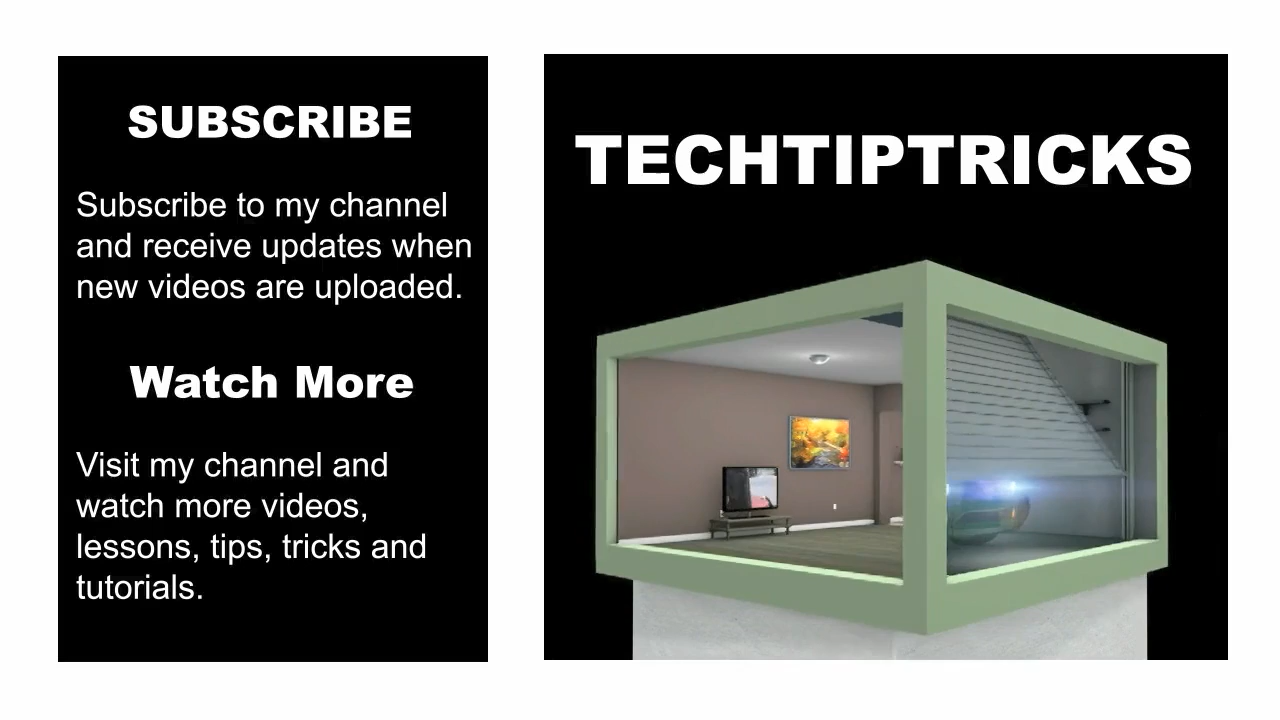 SUBSCRIBE
Subscribe to my channel
and receive updates when
new videos are uploaded.
Watch More
Visit my channel and
watch more videos,
lessons, tips, tricks and
tutorials.
TECHTIPTRICKS